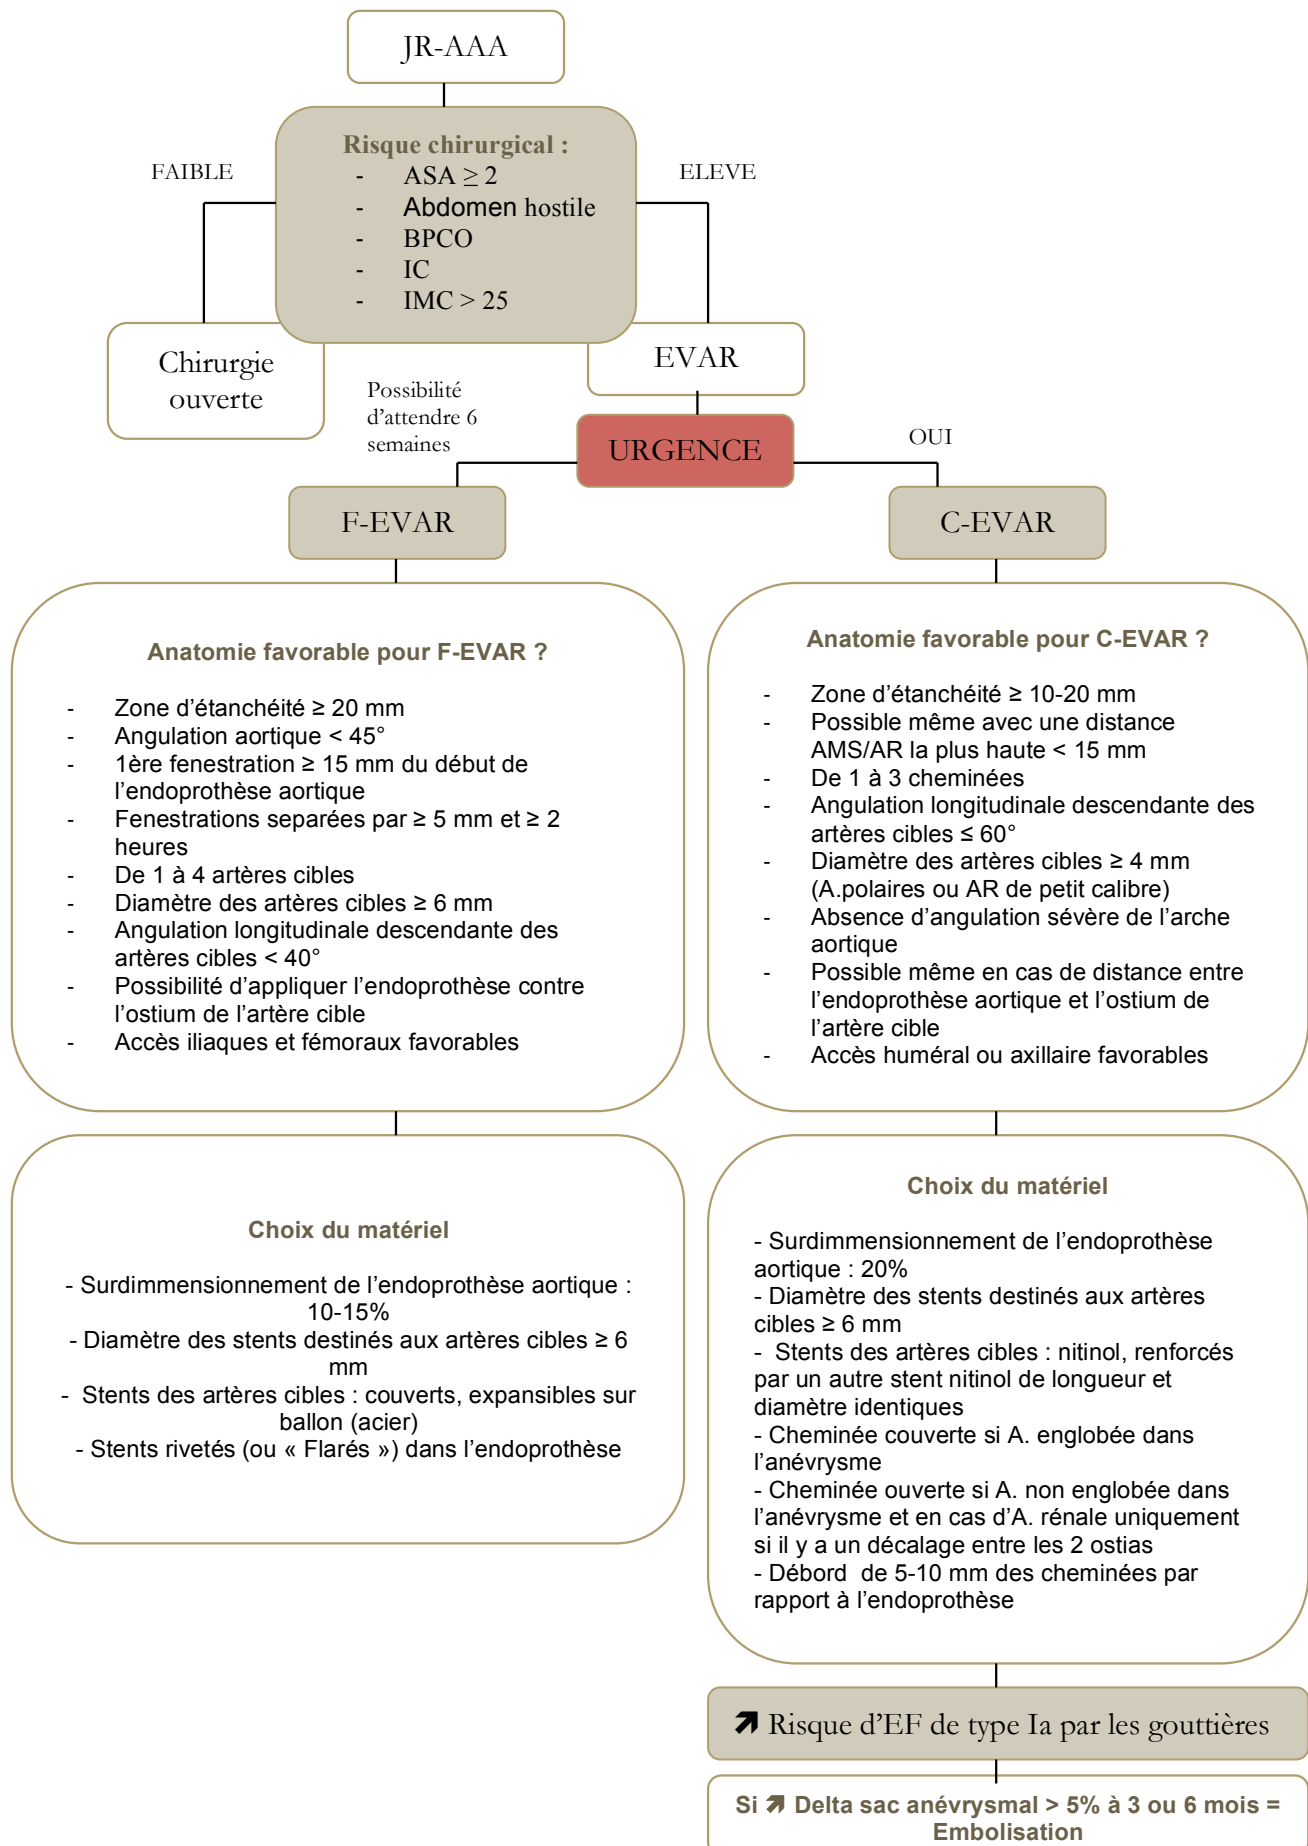 JR-AAA
Risque chirurgical :
- ASA ≥ 2
- Abdomen hostile
- BPCO
- IC
- IMC > 25
FAIBLE
ELEVE
Chirurgie
ouverte
EVAR
Possibilité
d'attendre 6
semaines
URGENCE
OUI
F-EVAR
C-EVAR
Anatomie favorable pour F-EVAR ?
- Zone d'étanchéité ≥ 20 mm
- Angulation aortique < 45°
- 1ère fenestration ≥ 15 mm du début de
l'endoprothèse aortique
- Fenestrations separées par ≥ 5 mm et ≥ 2
heures
- De 1 à 4 artères cibles
- Diamètre des artères cibles ≥ 6 mm
- Angulation longitudinale descendante des
artères cibles < 40°
- Possibilité d'appliquer l'endoprothèse contre
l'ostium de l'artère cible
- Accès iliaques et fémoraux favorables
Anatomie favorable pour C-EVAR ?
- Zone d'étanchéité ≥ 10-20 mm
- Possible même avec une distance
AMS/AR la plus haute < 15 mm
- De 1 à 3 cheminées
- Angulation longitudinale descendante des
artères cibles ≤ 60°
- Diamètre des artères cibles ≥ 4 mm
(A.polaires ou AR de petit calibre)
- Absence d'angulation sévère de l'arche
aortique
- Possible même en cas de distance entre
l'endoprothèse aortique et l'ostium de
l'artère cible
- Accès huméral ou axillaire favorables
Choix du matériel
- Surdimmensionnement de l'endoprothèse aortique :
10-15%
- Diamètre des stents destinés aux artères cibles ≥ 6
mm
- Stents des artères cibles : couverts, expansibles sur
ballon (acier)
- Stents rivetés (ou « Flarés ») dans l'endoprothèse
Choix du matériel
- Surdimmensionnement de l'endoprothèse
aortique : 20%
- Diamètre des stents destinés aux artères
cibles ≥ 6 mm
- Stents des artères cibles : nitinol, renforcés
par un autre stent nitinol de longueur et
diamètre identiques
- Cheminée couverte si A. englobée dans
l'anévrysme
- Cheminée ouverte si A. non englobée dans
l'anévrysme et en cas d'A. rénale uniquement
si il y a un décalage entre les 2 ostias
- Débord de 5-10 mm des cheminées par
rapport à l'endoprothèse
↗ Risque d'EF de type Ia par les gouttières
Si ↗ Delta sac anévrysmal > 5% à 3 ou 6 mois =
Embolisation